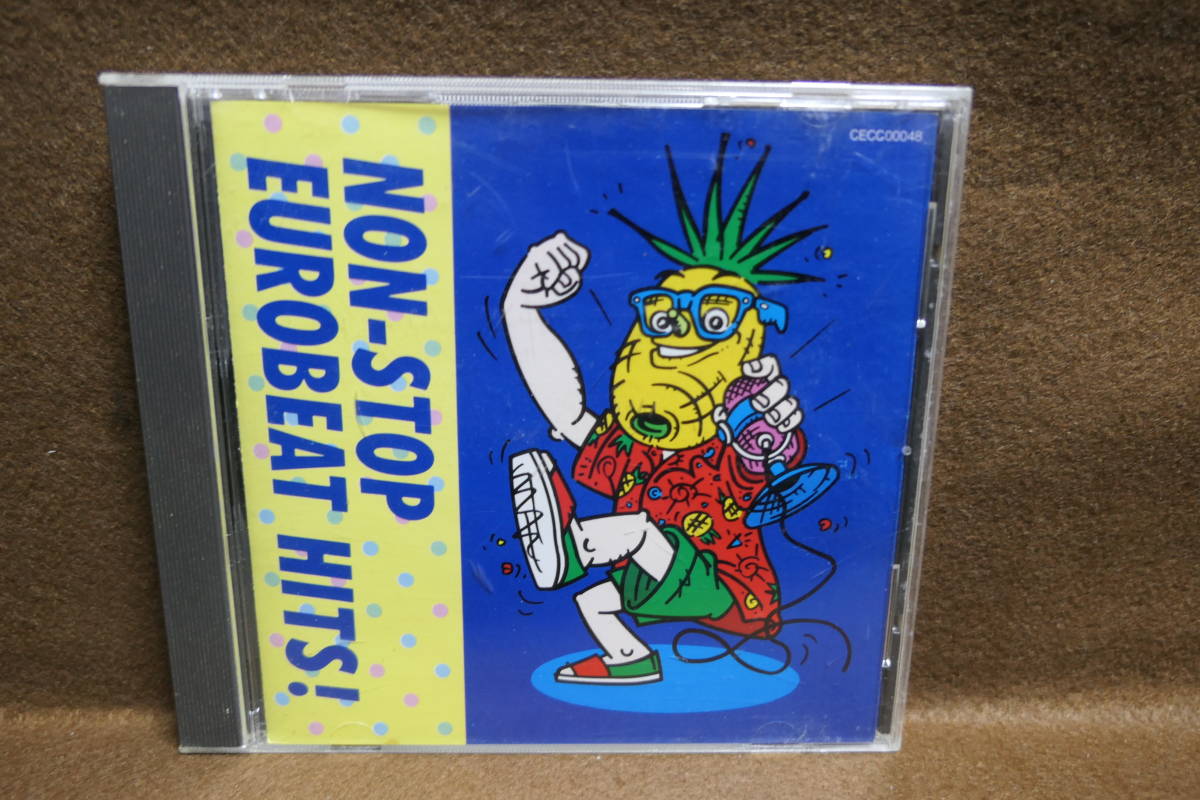 NON-STOP
EUROBEAT HITS!
CECC00048